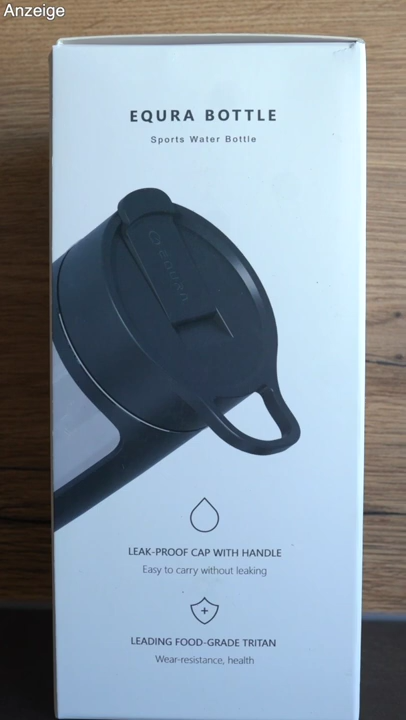 Anzeige
EQURA BOTTLE
Sports Water Bottle
LEAK-PROOF CAP WITH HANDLE
Easy to carry without leaking
LEADING FOOD-GRADE TRITAN
Wear-resistance, health